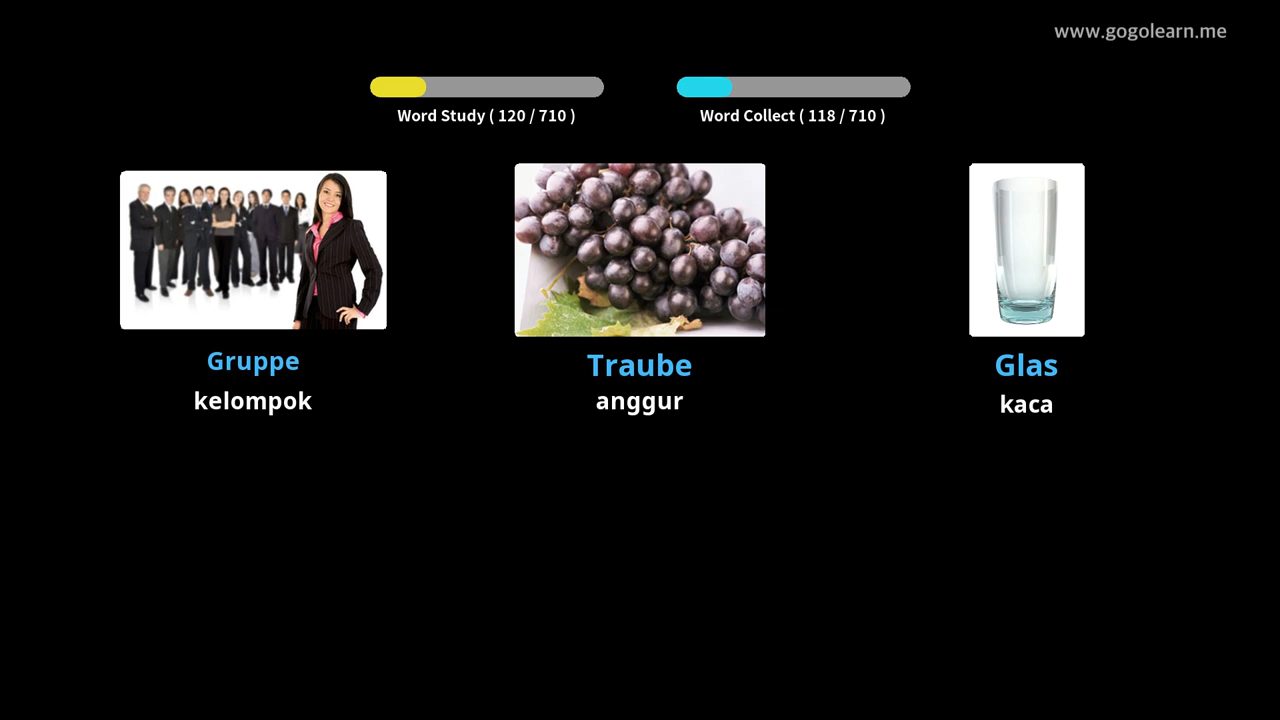 www.gogolearn.me
Word Study ( 120 / 710 )
Word Collect ( 118 / 710 )
Gruppe
kelompok
Traube
anggur
Glas
kaca